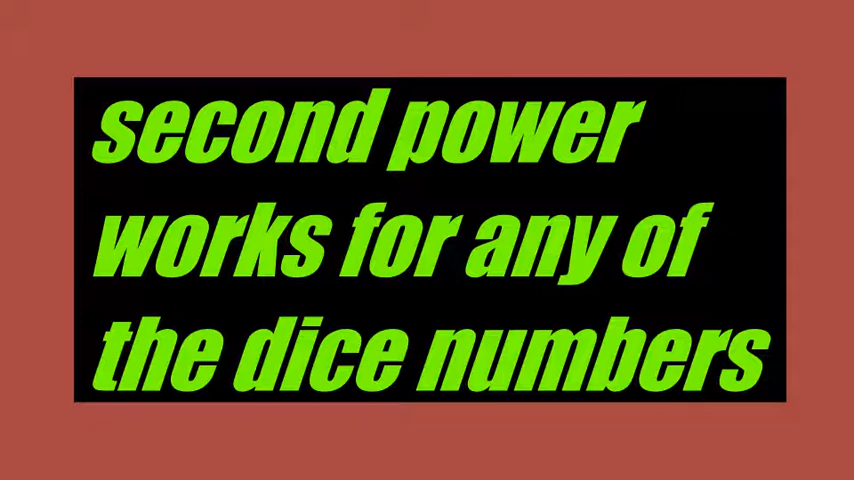 second power
works for any of
the dice numbers